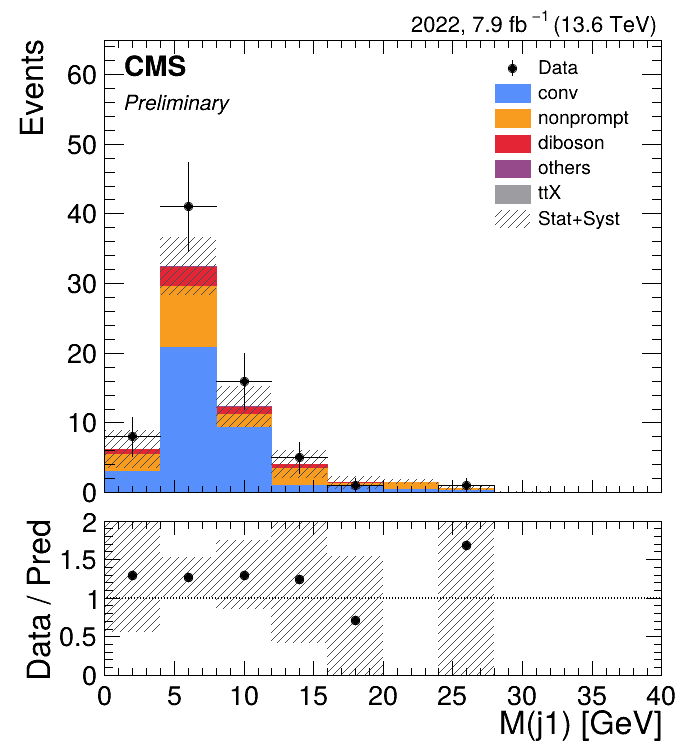 2022, 7.9 fb⁻¹ (13.6 TeV)
Events
60
50
40
30
20
10
0
CMS
Preliminary
Data
conv
nonprompt
diboson
others
ttX
Stat+Syst
Data / Pred
2
1.5
1
0.5
0
0 5 10 15 20 25 30 35 40
M(j1) [GeV]